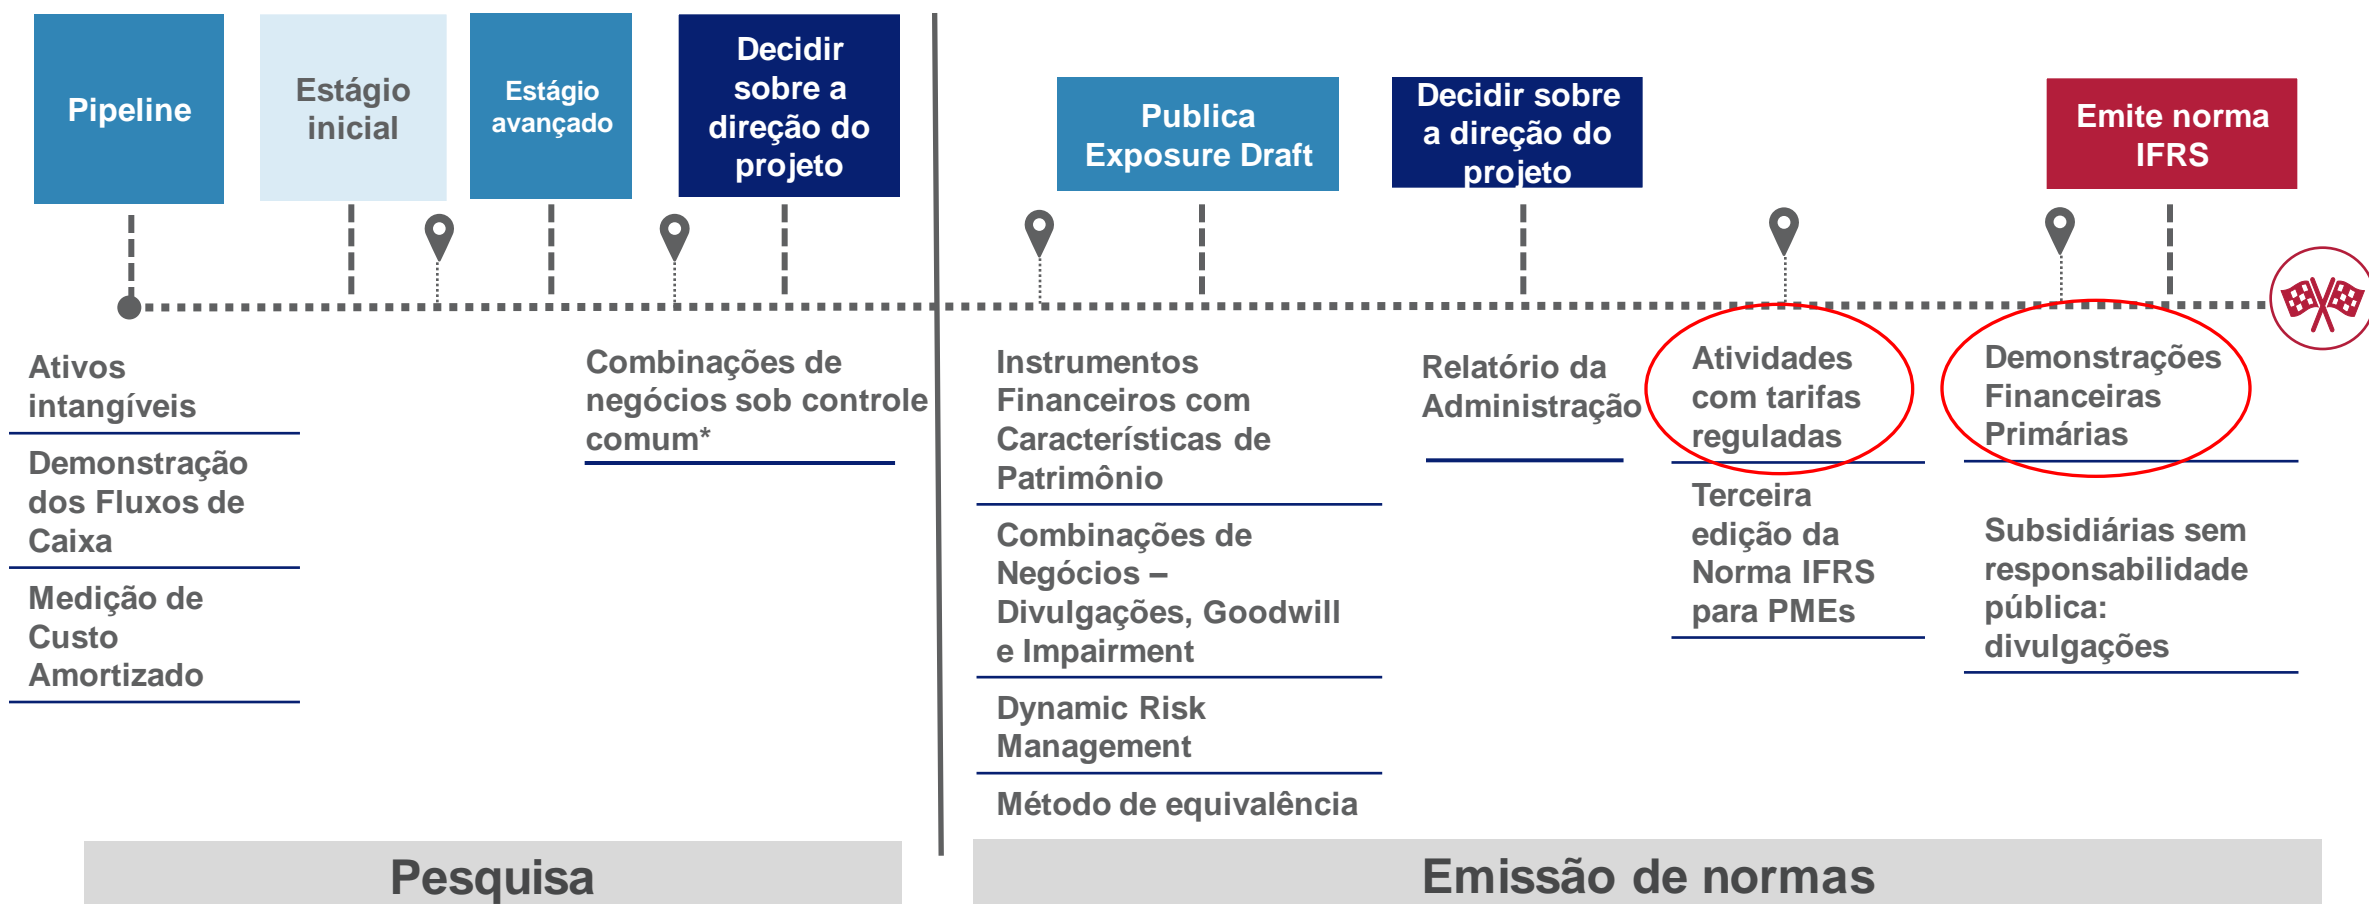 Pipeline
Estágio
inicial
Estágio
avançado
Decidir
sobre a
direção do
projeto
Publica
Exposure Draft
Decidir sobre
a direção do
projeto
Emite norma
IFRS
Ativos
intangíveis
Demonstração
dos Fluxos de
Caixa
Medição de
Custo
Amortizado
Combinações de
negócios sob controle
comum*
Instrumentos
Financeiros com
Características de
Patrimônio
Combinações de
Negócios –
Divulgações, Goodwill
e Impairment
Dynamic Risk
Management
Método de equivalência
Relatório da
Administração
Atividades
com tarifas
reguladas
Terceira
edição da
Norma IFRS
para PMEs
Demonstrações
Financeiras
Primárias
Subsidiárias sem
responsabilidade
pública:
divulgações
Pesquisa
Emissão de normas